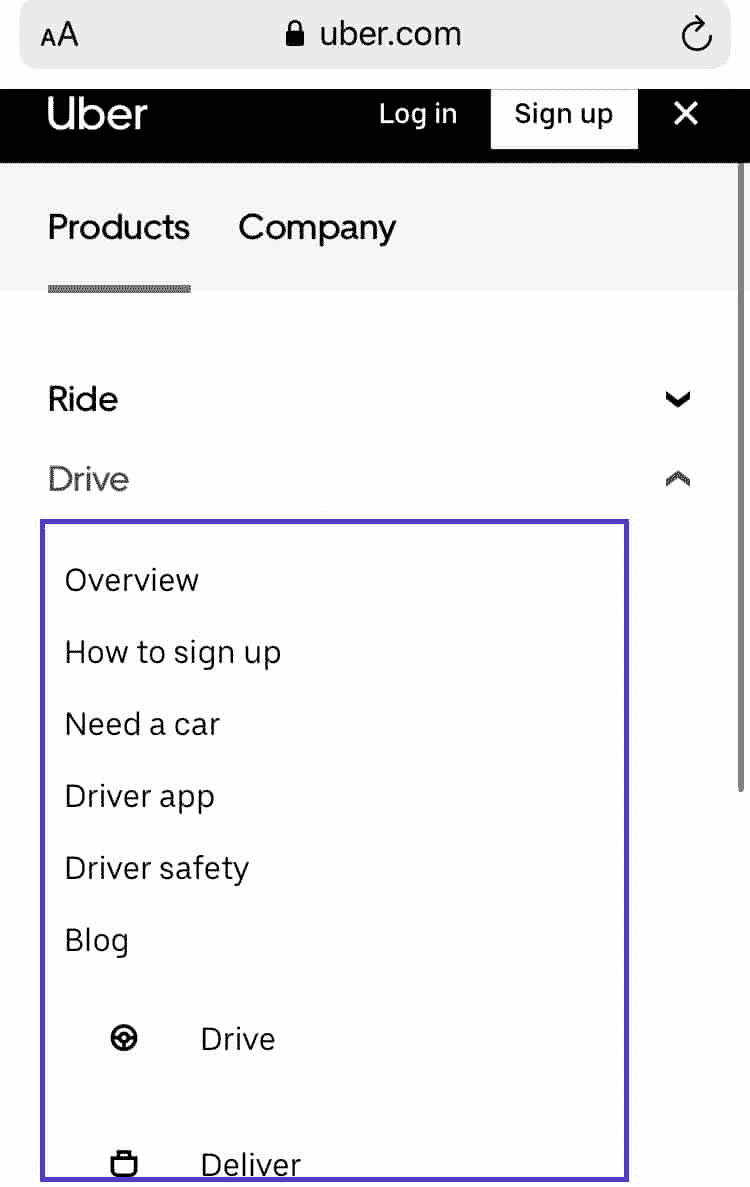 AA uber.com
Uber Log in Sign up
Products Company
Ride
Drive
Overview
How to sign up
Need a car
Driver app
Driver safety
Blog
Drive
Deliver